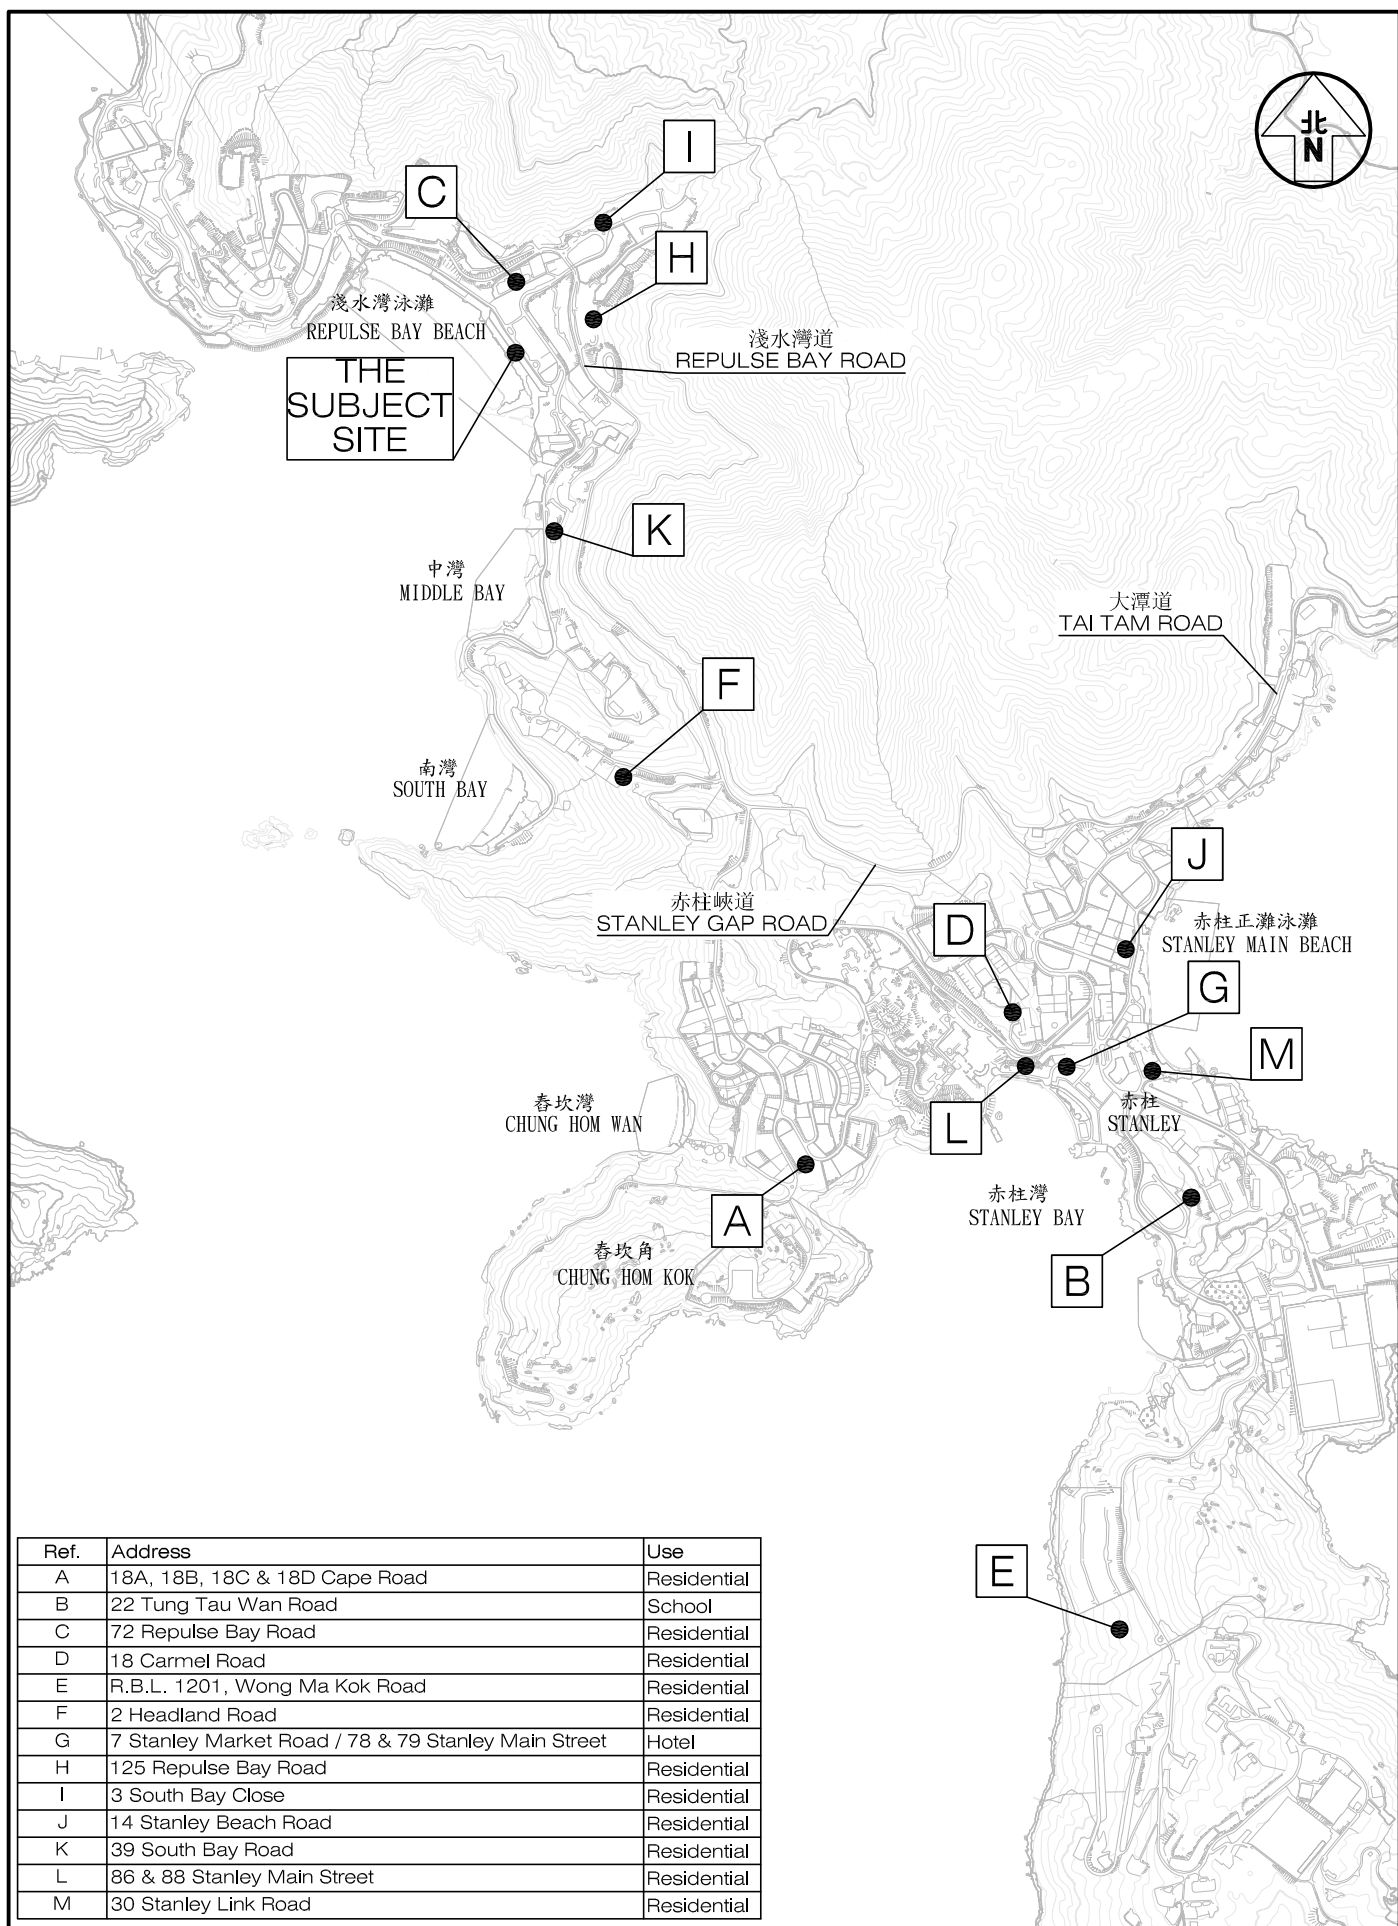 北
N
I
C
H
淺水灣泳灘
REPULSE BAY BEACH
淺水灣道
REPULSE BAY ROAD
THE
SUBJECT
SITE
K
中灣
MIDDLE BAY
大潭道
TAI TAM ROAD
F
南灣
SOUTH BAY
J
赤柱峽道
STANLEY GAP ROAD
D
赤柱正灘泳灘
STANLEY MAIN BEACH
G
M
舂坎灣
CHUNG HOM WAN
L
赤柱
STANLEY
A
赤柱灣
STANLEY BAY
舂坎角
CHUNG HOM KOK
B
E
Ref. Address Use
A 18A, 18B, 18C & 18D Cape Road Residential
B 22 Tung Tau Wan Road School
C 72 Repulse Bay Road Residential
D 18 Carmel Road Residential
E R.B.L. 1201, Wong Ma Kok Road Residential
F 2 Headland Road Residential
G 7 Stanley Market Road / 78 & 79 Stanley Main Street Hotel
H 125 Repulse Bay Road Residential
I 3 South Bay Close Residential
J 14 Stanley Beach Road Residential
K 39 South Bay Road Residential
L 86 & 88 Stanley Main Street Residential
M 30 Stanley Link Road Residential